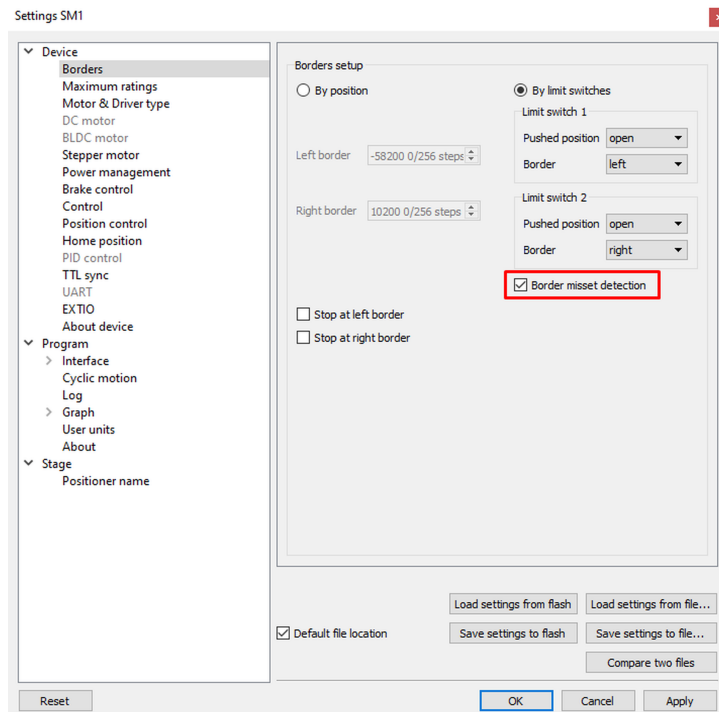 Settings SM1
Device
Borders
Maximum ratings
Motor & Driver type
DC motor
BLDC motor
Stepper motor
Power management
Brake control
Control
Position control
Home position
PID control
TTL sync
UART
EXTIO
About device
Program
Interface
Cyclic motion
Log
Graph
User units
About
Stage
Positioner name
Borders setup
By position
By limit switches
Limit switch 1
Pushed position open
Border left
Left border -58200 0/256 steps
Limit switch 2
Right border 10200 0/256 steps
Pushed position open
Border right
Border misset detection
Stop at left border
Stop at right border
Load settings from flash
Load settings from file...
Default file location
Save settings to flash
Save settings to file...
Compare two files
Reset
OK
Cancel
Apply